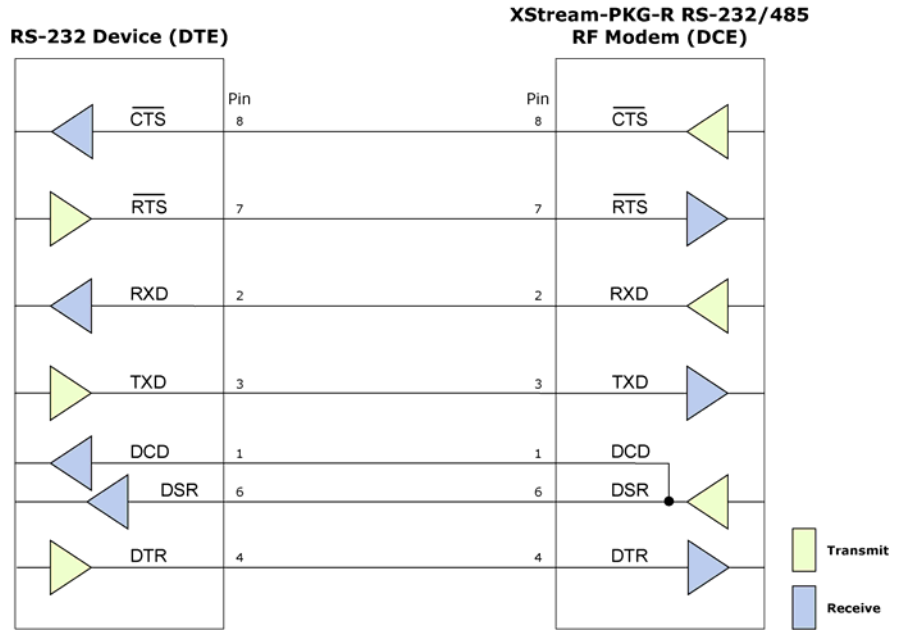 XStream-PKG-R RS-232/485
RS-232 Device (DTE)
RF Modem (DCE)
Pin
Pin
CTS
8
8
CTS
RTS
7
7
RTS
RXD
2
2
RXD
TXD
3
3
TXD
DCD
1
1
DCD
DSR
6
6
DSR
DTR
4
4
DTR
Transmit
Receive